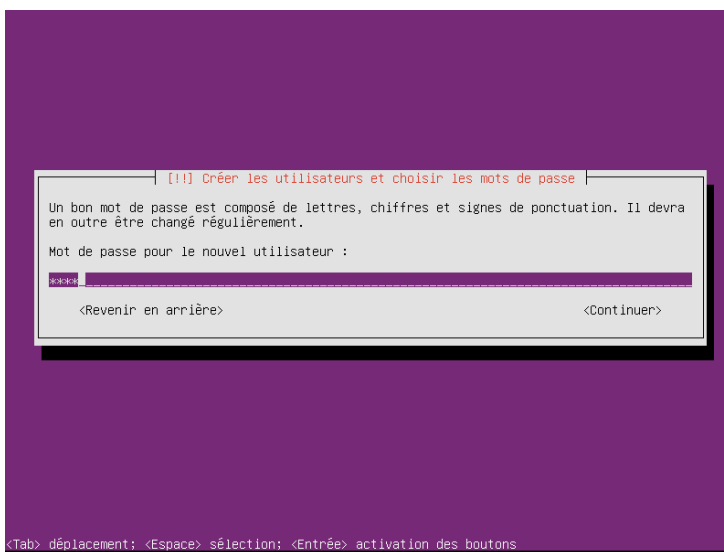 [!!] Créer les utilisateurs et choisir les mots de passe
Un bon mot de passe est composé de lettres, chiffres et signes de ponctuation. Il devra
en outre être changé régulièrement.
Mot de passe pour le nouvel utilisateur :
****
<Revenir en arrière> <Continuer>
<Tab> déplacement; <Espace> sélection; <Entrée> activation des boutons